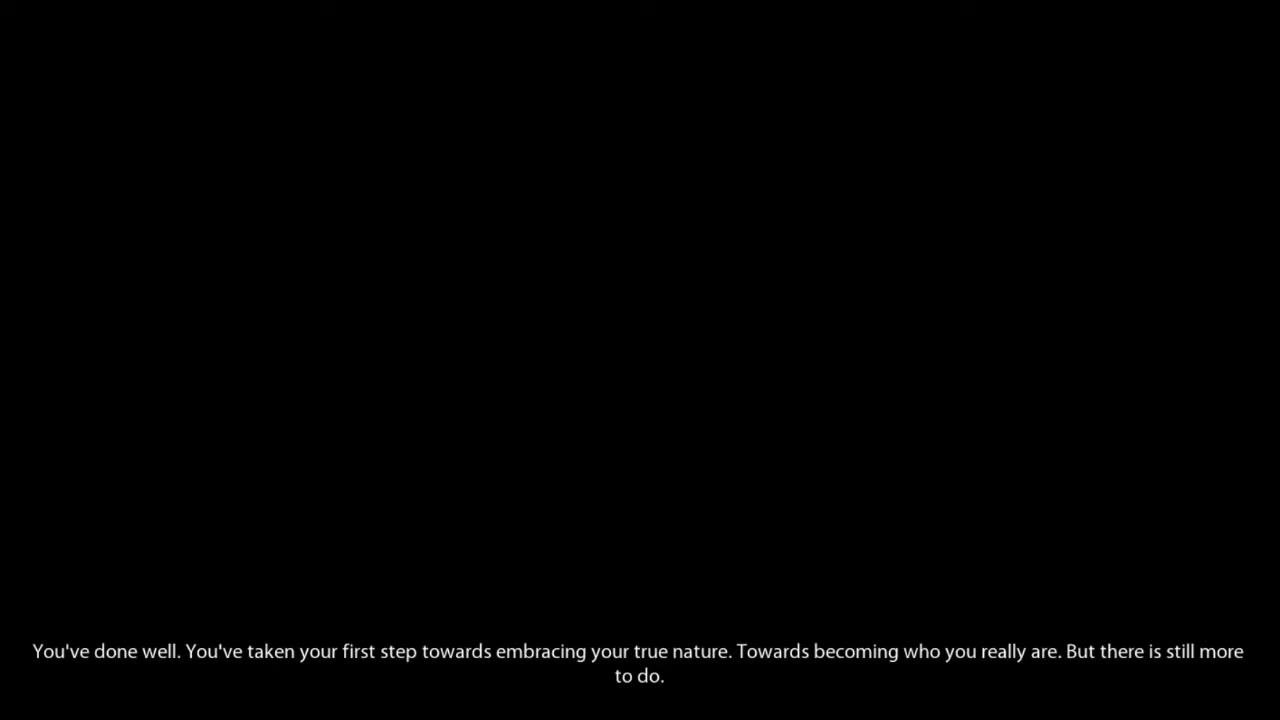 You've done well. You've taken your first step towards embracing your true nature. Towards becoming who you really are. But there is still more
to do.